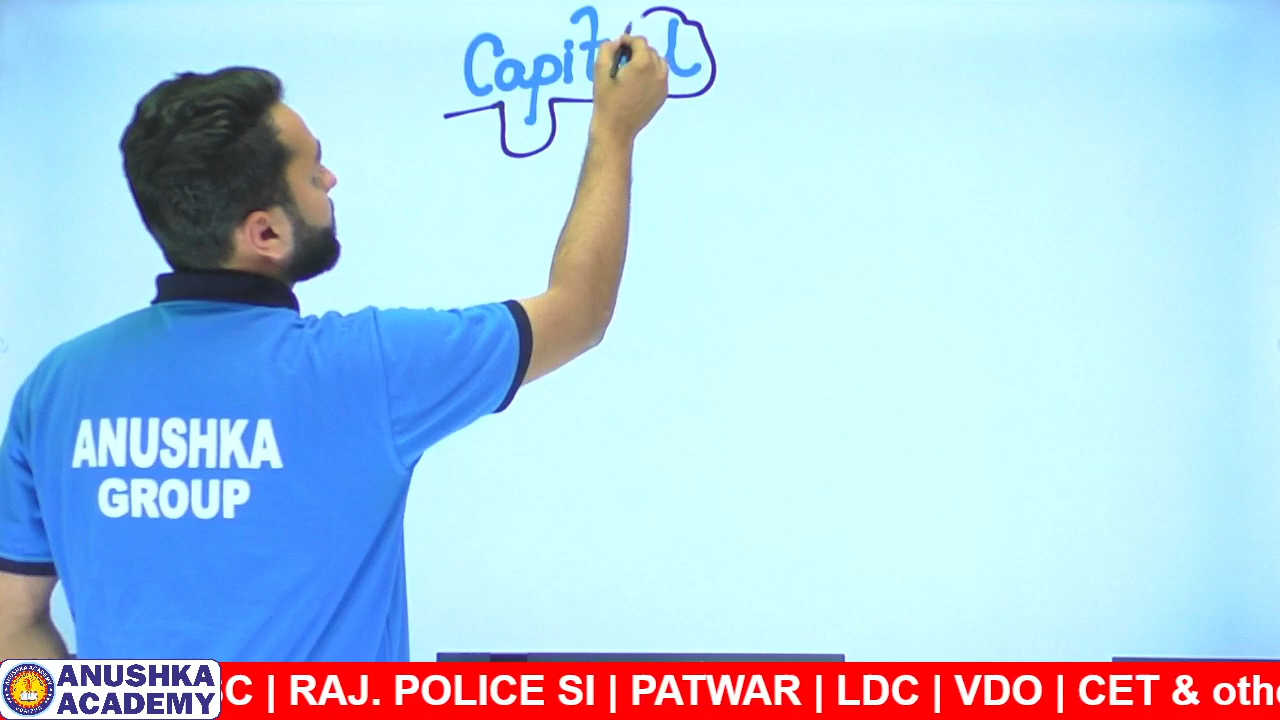 Capital
ANUSHKA
GROUP
ANUSHKA
ACADEMY
C | RAJ. POLICE SI | PATWAR | LDC | VDO | CET & othe